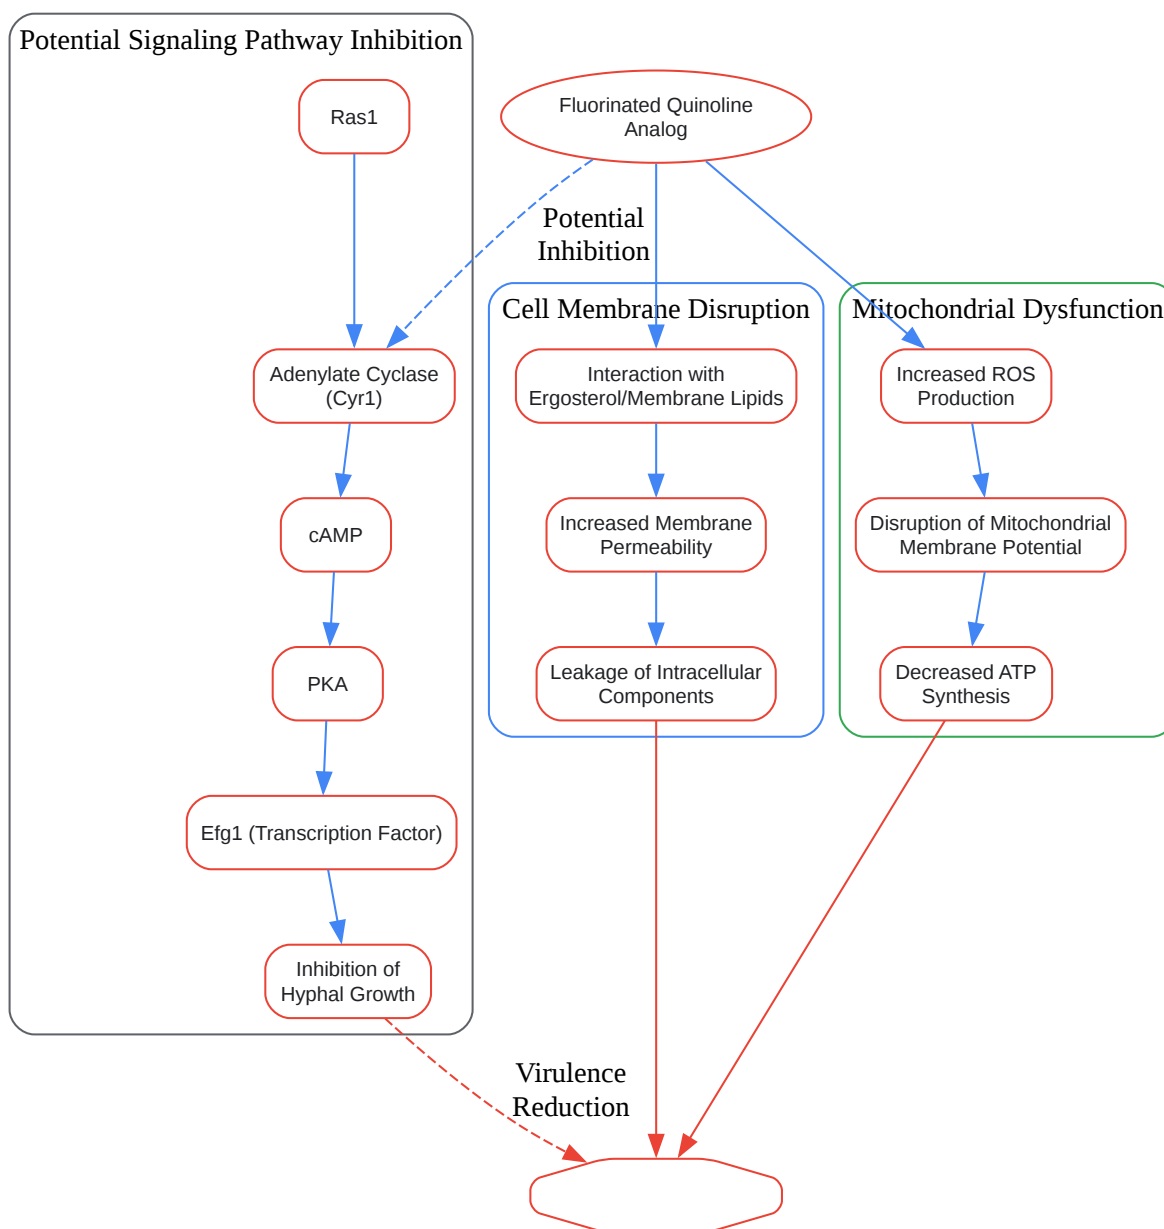 Potential Signaling Pathway Inhibition
Ras1
Fluorinated Quinoline
Analog
Potential
Inhibition
Cell Membrane Disruption
Mitochondrial Dysfunction
Adenylate Cyclase
(Cyr1)
Interaction with
Ergosterol/Membrane Lipids
Increased ROS
Production
cAMP
Increased Membrane
Permeability
Disruption of Mitochondrial
Membrane Potential
PKA
Leakage of Intracellular
Components
Decreased ATP
Synthesis
Efg1 (Transcription Factor)
Inhibition of
Hyphal Growth
Virulence
Reduction